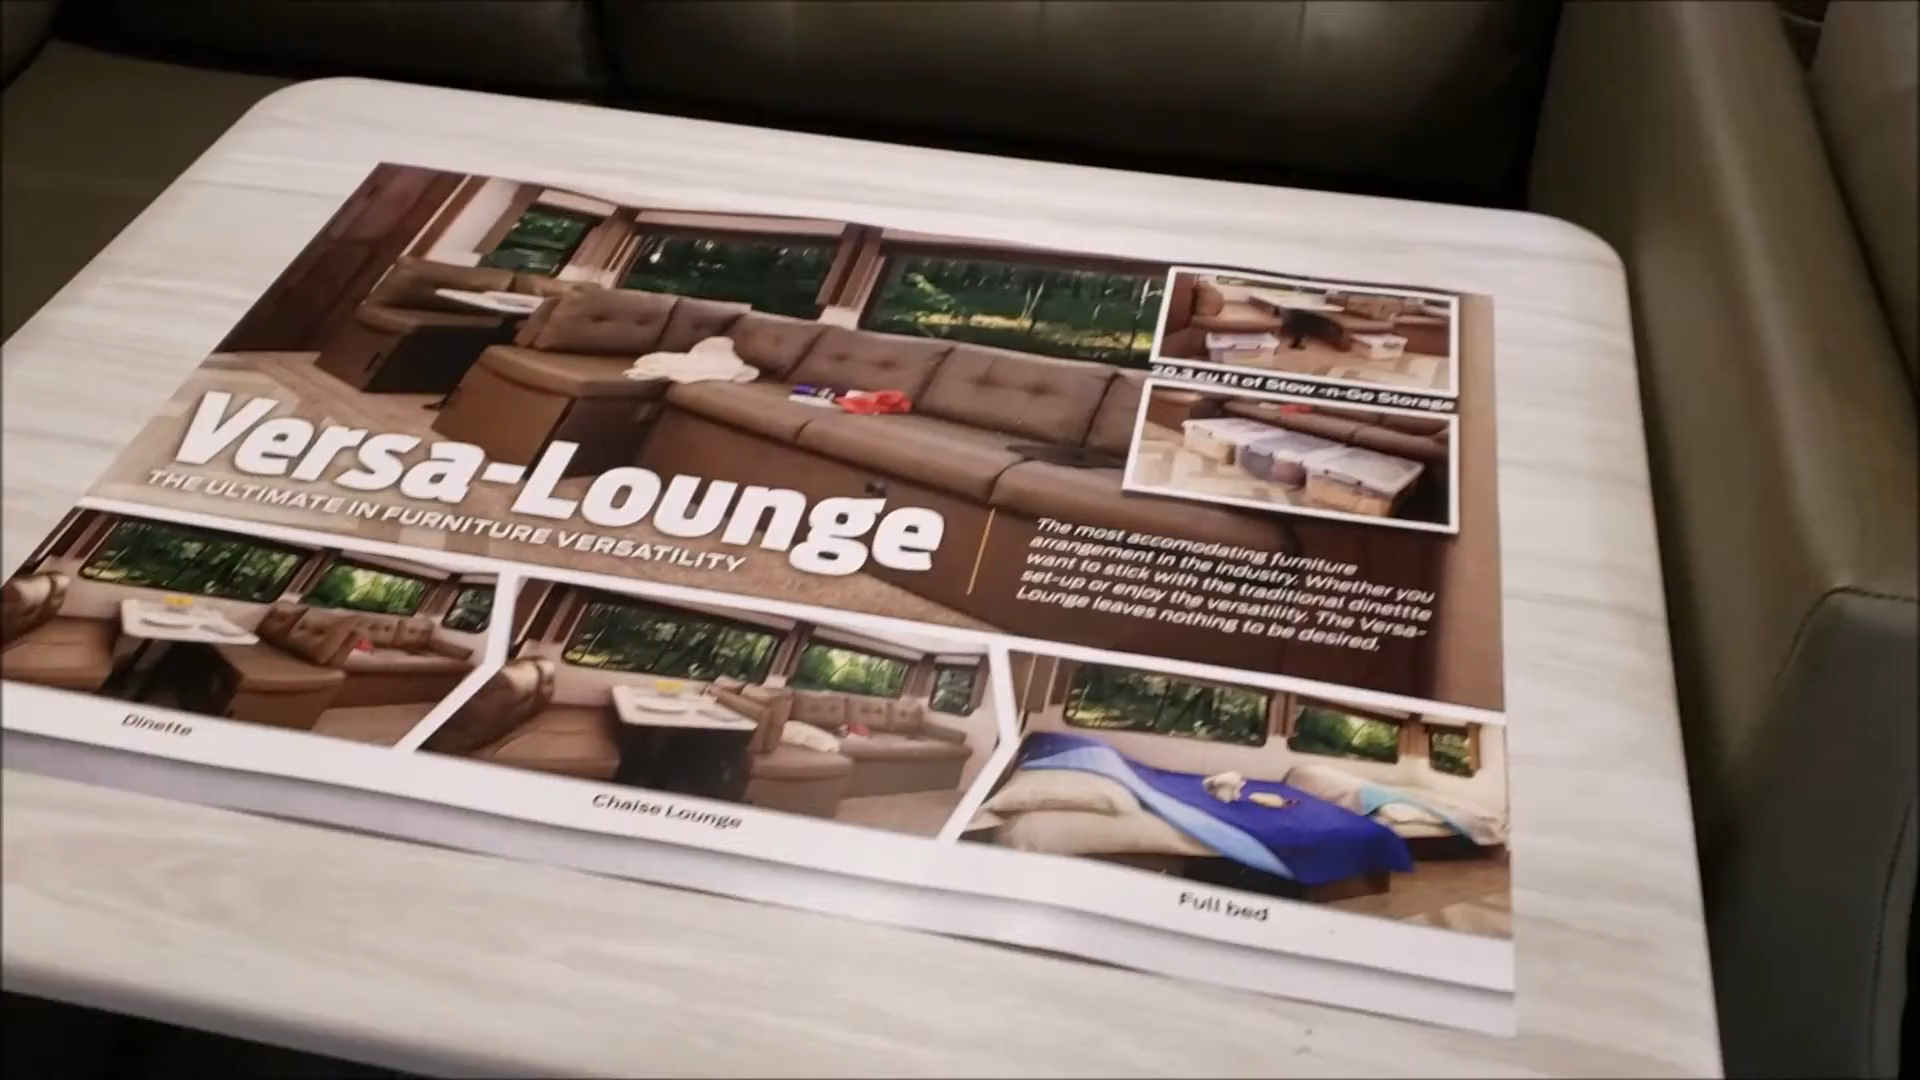 20.3 cu ft of Stow -n-Go Storage
Versa-Lounge
THE ULTIMATE IN FURNITURE VERSATILITY
The most accomodating furniture
arrangement in the industry. Whether you
want to stick with the traditional dinettte
set-up or enjoy the versatility. The Versa-
Lounge leaves nothing to be desired.
Dinette
Chaise Lounge
Full bed